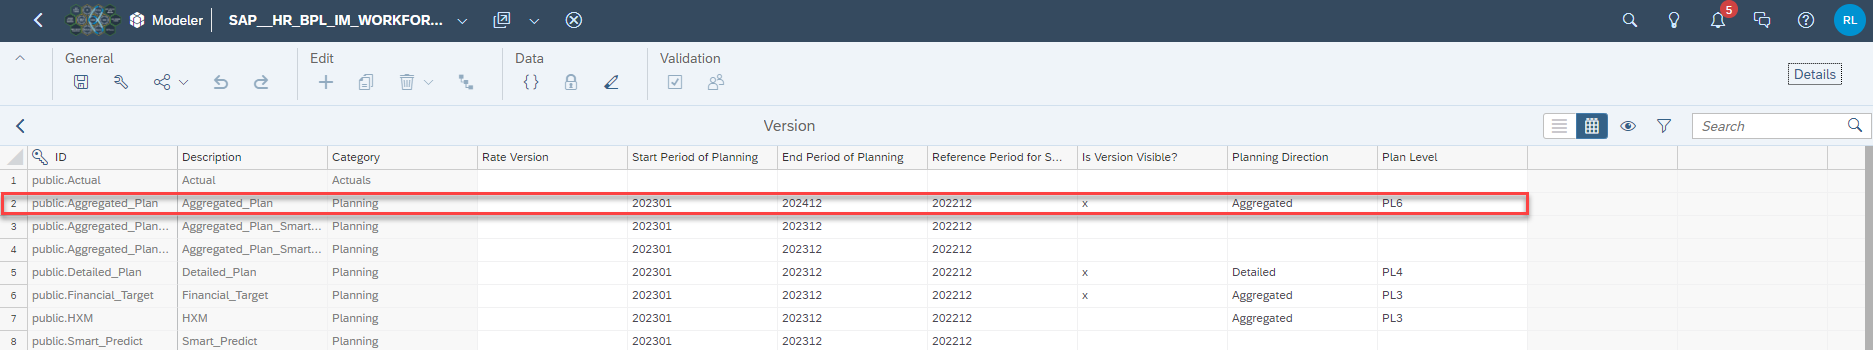 Modeler SAP__HR_BPL_IM_WORKFOR... 5 RL
General Edit Data Validation
Details
Version Search
ID Description Category Rate Version Start Period of Planning End Period of Planning Reference Period for S... Is Version Visible? Planning Direction Plan Level
1 public.Actual Actual Actuals
2 public.Aggregated_Plan Aggregated_Plan Planning 202301 202412 202212 x Aggregated PL6
3 public.Aggregated_Plan... Aggregated_Plan_Smart... Planning 202301 202312 202212
4 public.Aggregated_Plan... Aggregated_Plan_Smart... Planning 202301 202312 202212
5 public.Detailed_Plan Detailed_Plan Planning 202301 202312 202212 x Detailed PL4
6 public.Financial_Target Financial_Target Planning 202301 202312 202212 x Aggregated PL3
7 public.HXM HXM Planning 202301 202312 202212 Aggregated PL3
8 public.Smart_Predict Smart_Predict Planning 202301 202312 202212